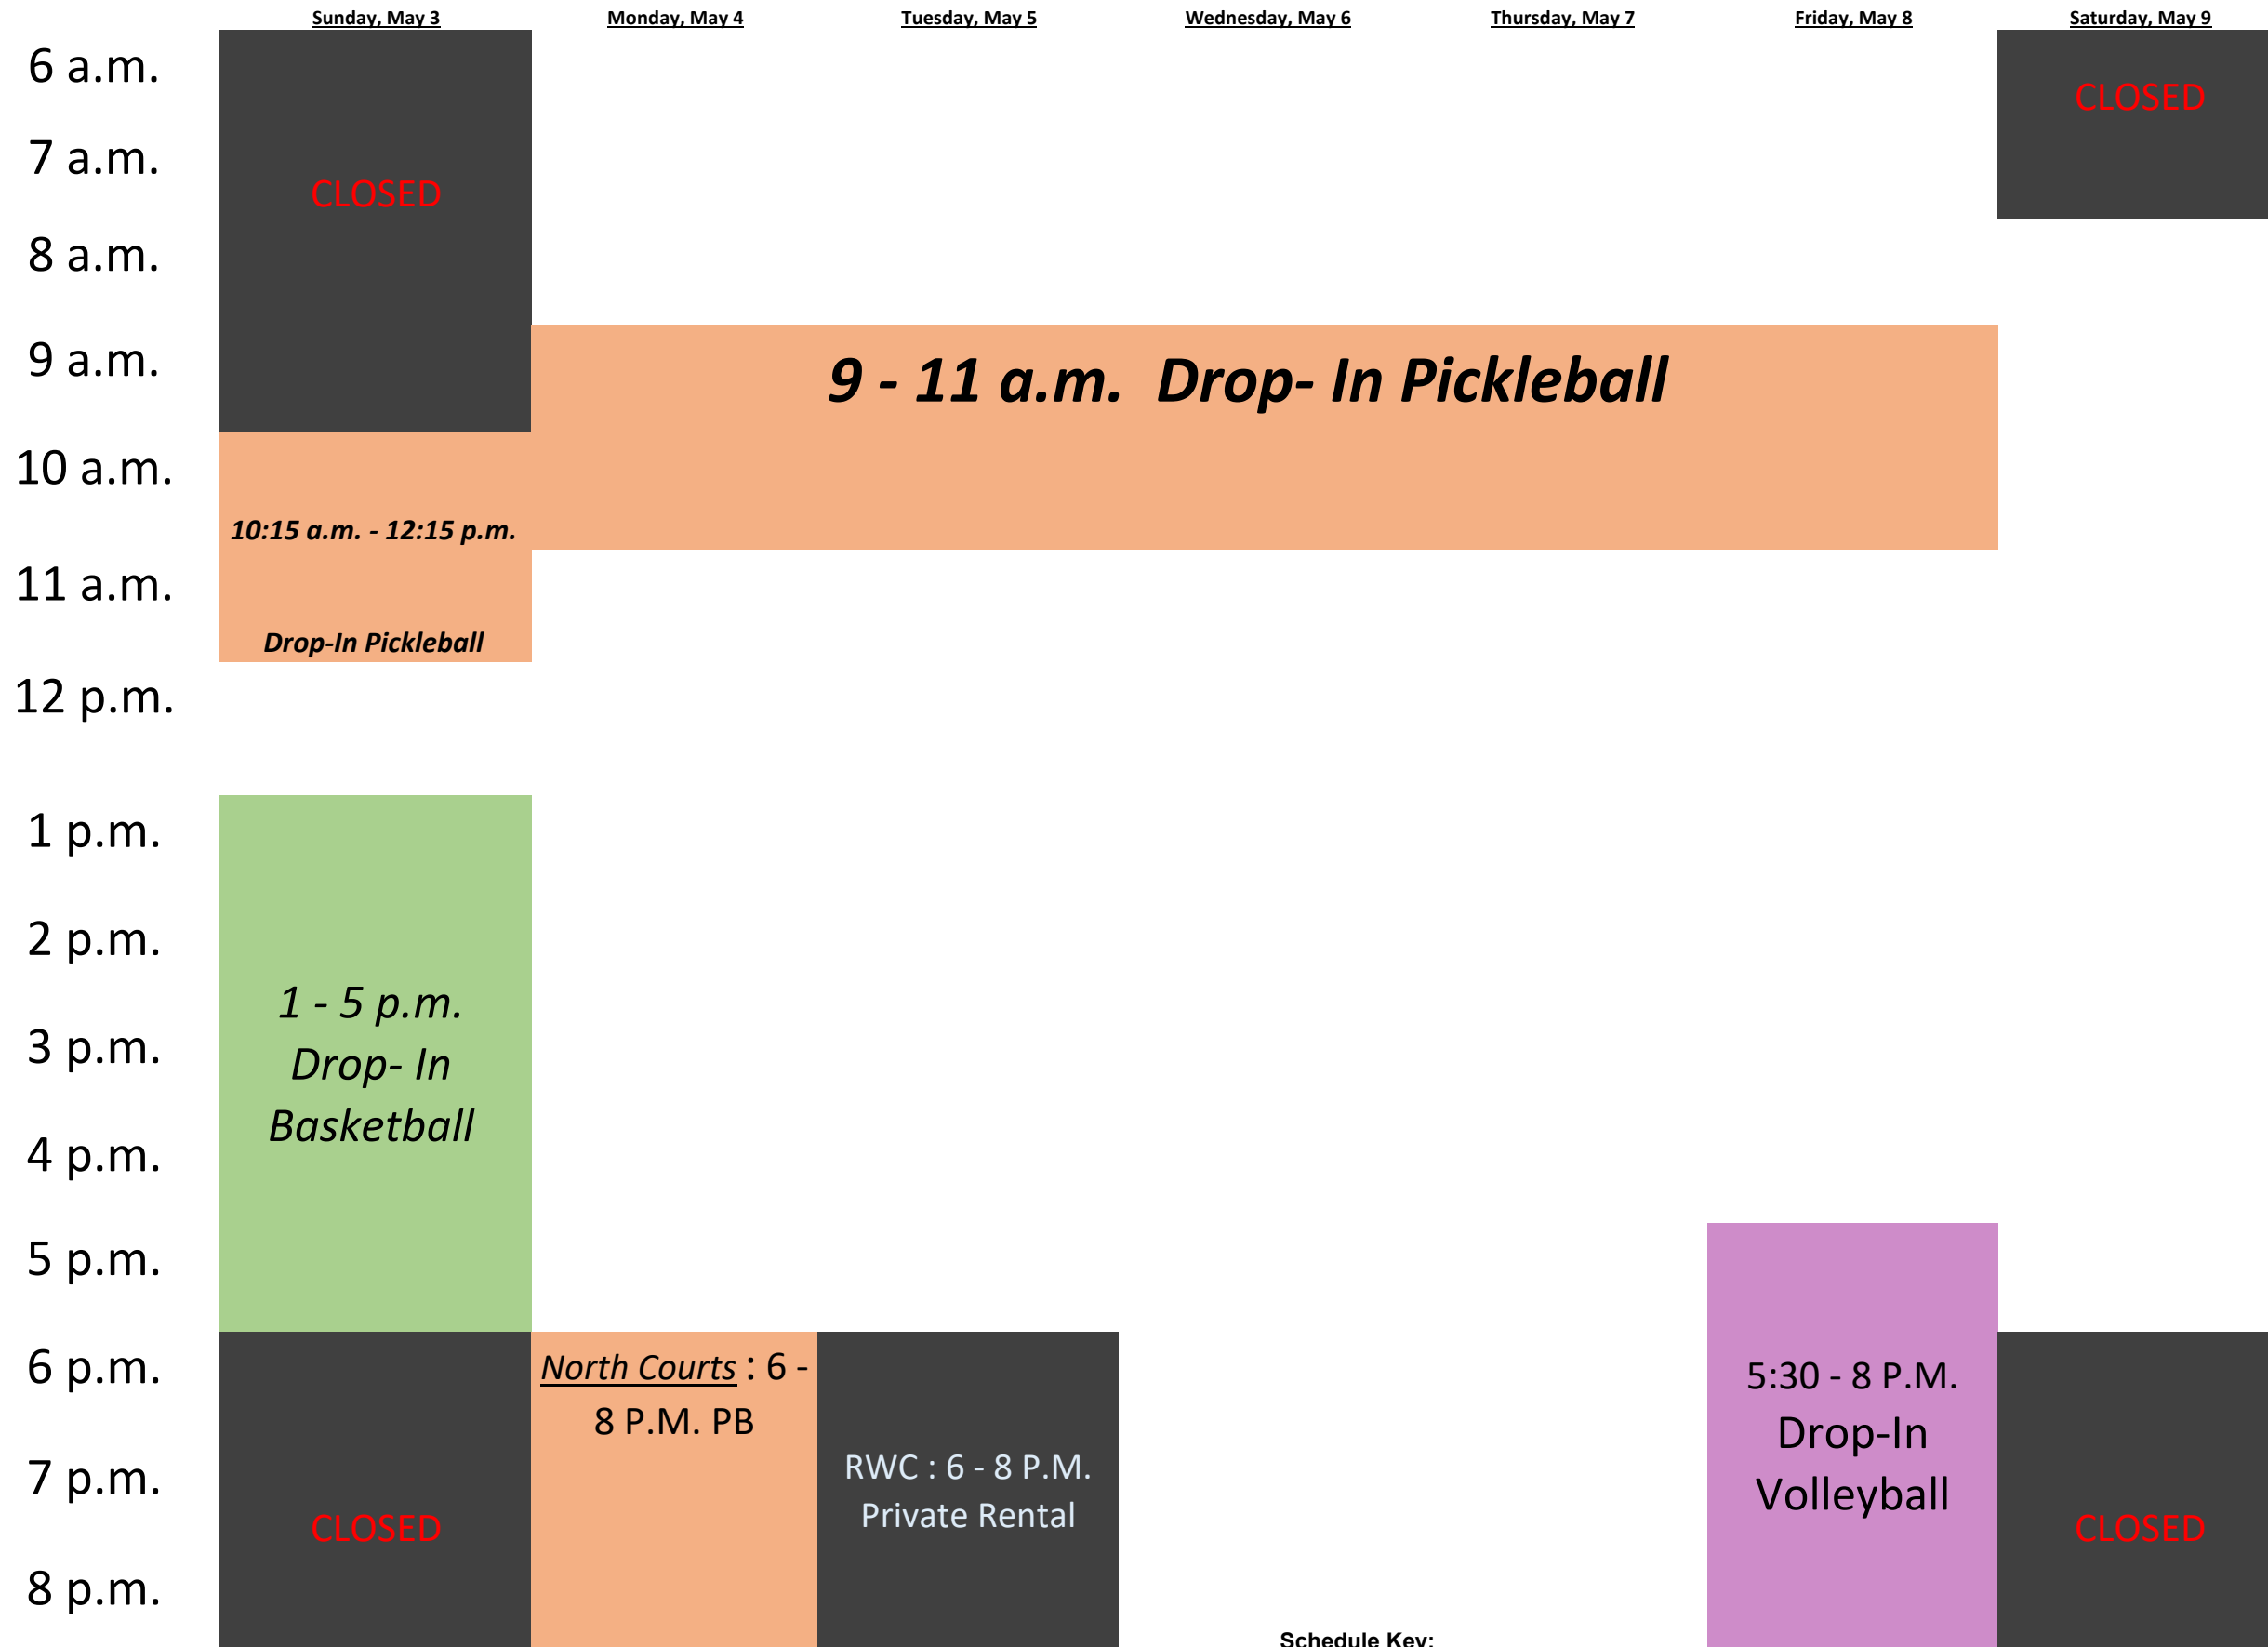 Sunday, May 3 Monday, May 4 Tuesday, May 5 Wednesday, May 6 Thursday, May 7 Friday, May 8 Saturday, May 9
6 a.m.
CLOSED
7 a.m.
CLOSED
8 a.m.
9 a.m.
9 - 11 a.m. Drop- In Pickleball
10 a.m.
10:15 a.m. - 12:15 p.m.
11 a.m.
Drop-In Pickleball
12 p.m.
1 p.m.
2 p.m.
1 - 5 p.m.
3 p.m.
Drop- In
Basketball
4 p.m.
5 p.m.
6 p.m.
North Courts : 6 -
8 P.M. PB
5:30 - 8 P.M.
Drop-In
Volleyball
7 p.m.
RWC : 6 - 8 P.M.
Private Rental
CLOSED
CLOSED
8 p.m.
Schedule Key: